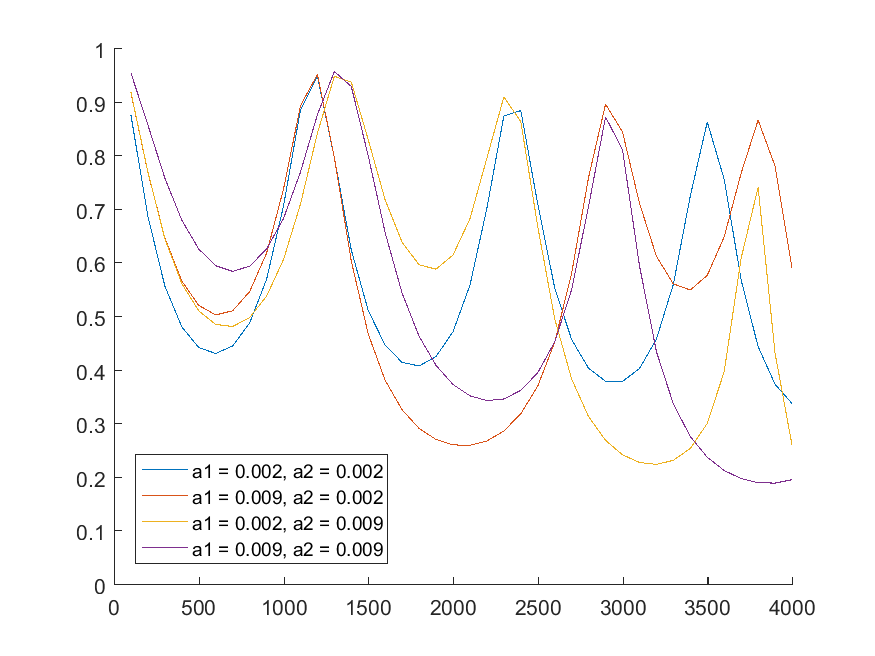 1
0.9
0.8
0.7
0.6
0.5
0.4
0.3
0.2
0.1
0
a1 = 0.002, a2 = 0.002
a1 = 0.009, a2 = 0.002
a1 = 0.002, a2 = 0.009
a1 = 0.009, a2 = 0.009
0 500 1000 1500 2000 2500 3000 3500 4000